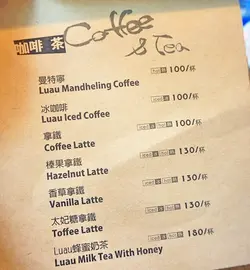 咖啡 茶 Coffee
& Tea
曼特寧 100/杯
Luau Mandheling Coffee
冰咖啡 100/杯
Luau Iced Coffee
拿鐵 100/杯
Coffee Latte
榛果拿鐵 130/杯
Hazelnut Latte
香草拿鐵 130/杯
Vanilla Latte
太妃糖拿鐵 130/杯
Toffee Latte
Luau蜂蜜奶茶 180/杯
Luau Milk Tea With Honey